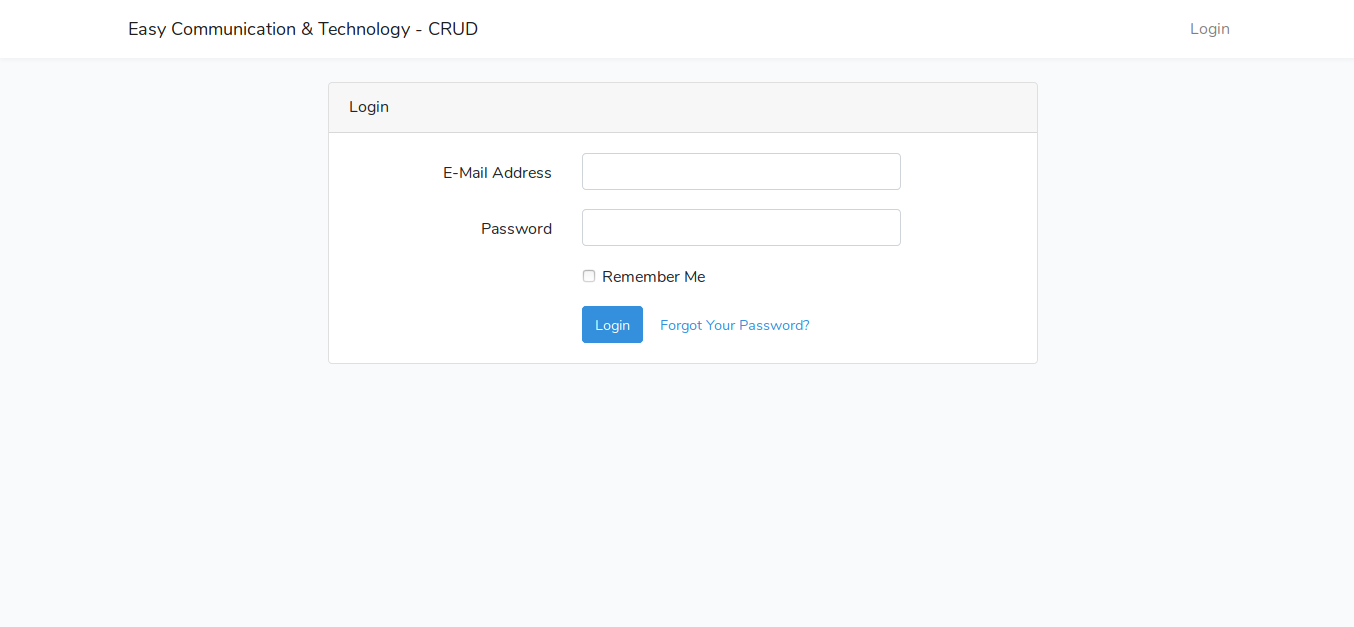 Easy Communication & Technology - CRUD
Login
Login
E-Mail Address
Password
Remember Me
Login Forgot Your Password?